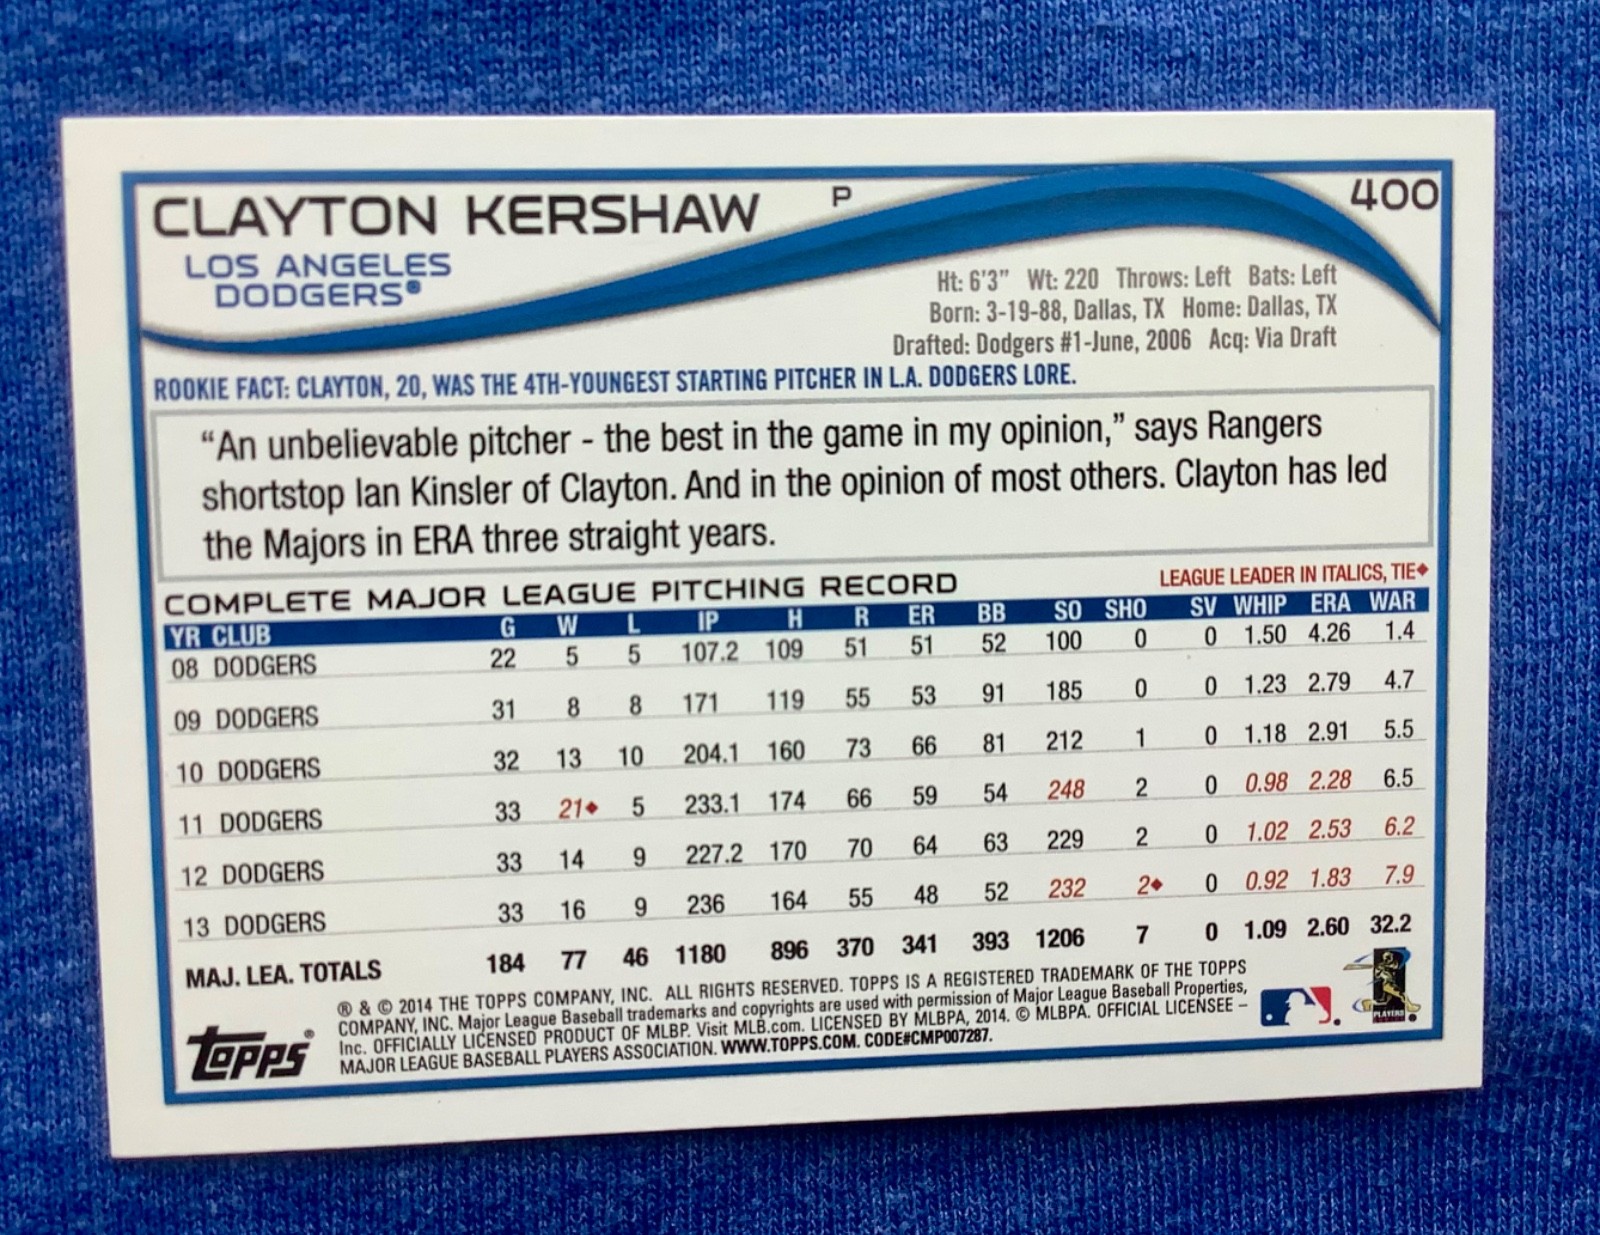 CLAYTON KERSHAW P 400
LOS ANGELES
DODGERS®
Ht: 6'3" Wt: 220 Throws: Left Bats: Left
Born: 3-19-88, Dallas, TX Home: Dallas, TX
Drafted: Dodgers #1-June, 2006 Acq: Via Draft
ROOKIE FACT: CLAYTON, 20, WAS THE 4TH-YOUNGEST STARTING PITCHER IN L.A. DODGERS LORE.
“An unbelievable pitcher - the best in the game in my opinion,” says Rangers
shortstop Ian Kinsler of Clayton. And in the opinion of most others. Clayton has led
the Majors in ERA three straight years.
COMPLETE MAJOR LEAGUE PITCHING RECORD LEAGUE LEADER IN ITALICS, TIE◆
YR CLUB G W L IP H R ER BB SO SHO SV WHIP ERA WAR
08 DODGERS 22 5 5 107.2 109 51 51 52 100 0 0 1.50 4.26 1.4
09 DODGERS 31 8 8 171 119 55 53 91 185 0 0 1.23 2.79 4.7
10 DODGERS 32 13 10 204.1 160 73 66 81 212 1 0 1.18 2.91 5.5
11 DODGERS 33 21◆ 5 233.1 174 66 59 54 248 2 0 0.98 2.28 6.5
12 DODGERS 33 14 9 227.2 170 70 64 63 229 2 0 1.02 2.53 6.2
13 DODGERS 33 16 9 236 164 55 48 52 232 2◆ 0 0.92 1.83 7.9
MAJ. LEA. TOTALS 184 77 46 1180 896 370 341 393 1206 7 0 1.09 2.60 32.2
® & © 2014 THE TOPPS COMPANY, INC. ALL RIGHTS RESERVED. TOPPS IS A REGISTERED TRADEMARK OF THE TOPPS
COMPANY, INC. Major League Baseball trademarks and copyrights are used with permission of Major League Baseball Properties,
Inc. OFFICIALLY LICENSED PRODUCT OF MLBP. Visit MLB.com. LICENSED BY MLBPA, 2014. © MLBPA. OFFICIAL LICENSEE –
MAJOR LEAGUE BASEBALL PLAYERS ASSOCIATION. WWW.TOPPS.COM. CODE#CMP007287.
Topps®
PLAYERS